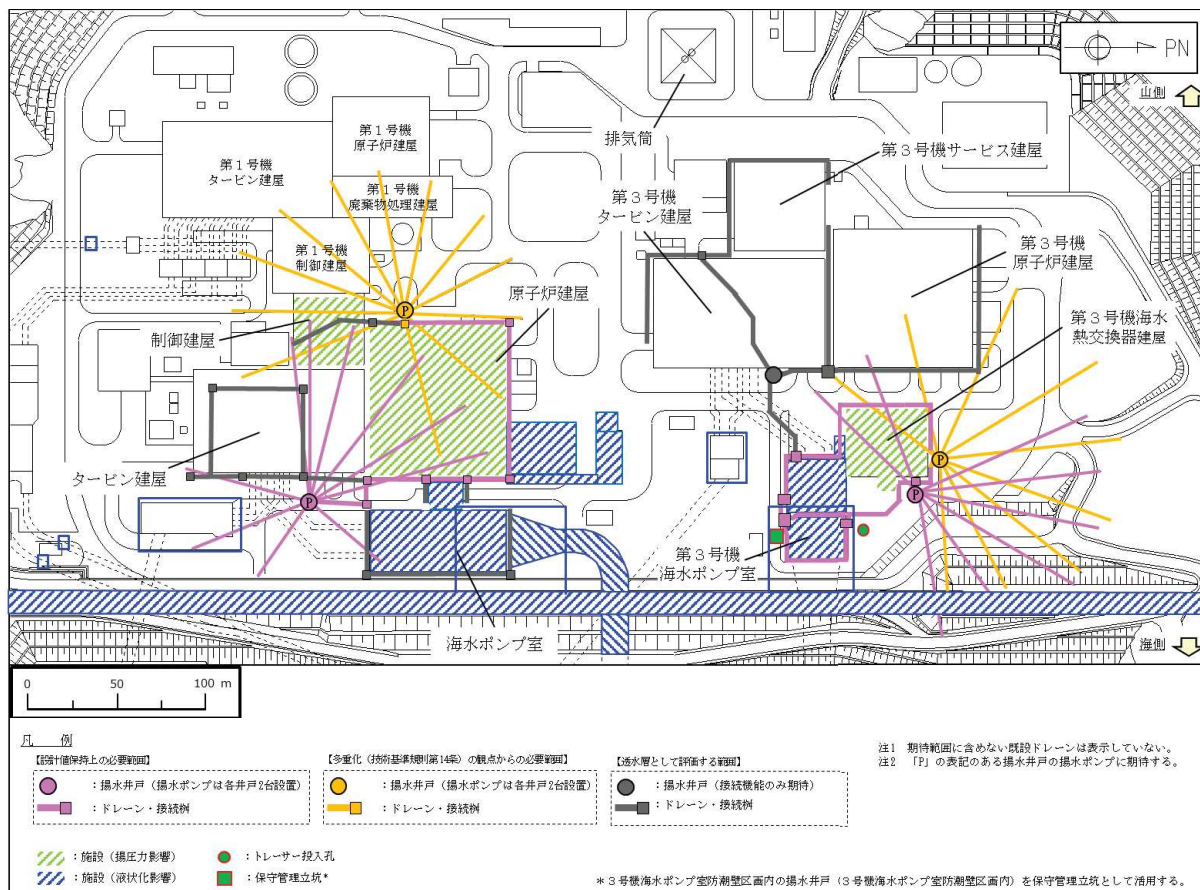 PN
山側
第1号機
原子炉建屋
第1号機
タービン建屋
排気筒
第3号機サービス建屋
第1号機
廃棄物処理建屋
第3号機
タービン建屋
第1号機
制御建屋
第3号機
原子炉建屋
原子炉建屋
P
第3号機海水
熱交換器建屋
制御建屋
P
タービン建屋
P
P
第3号機
海水ポンプ室
海水ポンプ室
海側
0 50 100 m
凡 例
【設計値保持上の必要範囲】
P :揚水井戸(揚水ポンプは各井戸2台設置)
:ドレーン・接続桝
【多重化(技術基準規則第14条)の観点からの必要範囲】
P :揚水井戸(揚水ポンプは各井戸2台設置)
:ドレーン・接続桝
【透水層として評価する範囲】
:揚水井戸(接続機能のみ期待)
:ドレーン・接続桝
注1 期待範囲に含めない既設ドレーンは表示していない。
注2 「P」の表記のある揚水井戸の揚水ポンプに期待する。
:施設(揚圧力影響)
:施設(液状化影響)
:トレーサー投入孔
:保守管理立坑*
*3号機海水ポンプ室防潮壁区画内の揚水井戸(3号機海水ポンプ室防潮壁区画内)を保守管理立坑として活用する。